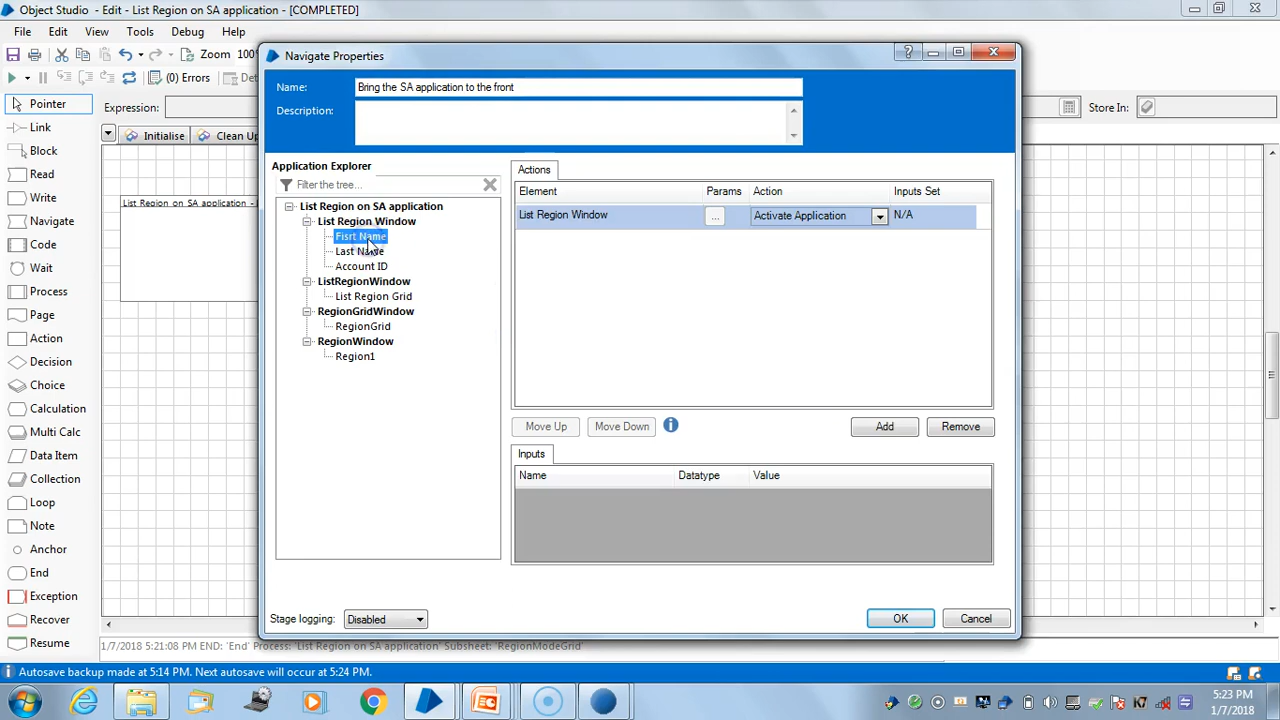 Object Studio - Edit - List Region on SA application - [COMPLETED]
File Edit View Tools Debug Help
Zoom 100%
(0) Errors
Pointer
Expression:
Store In:
Link
Initialise
Clean Up
Block
Read
Write
List Region on SA application -
Navigate
Code
Wait
Process
Page
Action
Decision
Choice
Calculation
Multi Calc
Data Item
Collection
Loop
Note
Anchor
End
Exception
Recover
Resume
Navigate Properties
Name: Bring the SA application to the front
Description:
Application Explorer
Filter the tree...
List Region on SA application
List Region Window
Fisrt Name
Last Name
Account ID
ListRegionWindow
List Region Grid
RegionGridWindow
RegionGrid
RegionWindow
Region1
Actions
Element Params Action Inputs Set
List Region Window ... Activate Application N/A
Move Up Move Down Add Remove
Inputs
Name Datatype Value
Stage logging: Disabled
OK Cancel
1/7/2018 5:21:08 PM END: 'End' Process: 'List Region on SA application' Subsheet: 'RegionModeGrid'
Autosave backup made at 5:14 PM. Next autosave will occur at 5:24 PM.
5:23 PM
1/7/2018